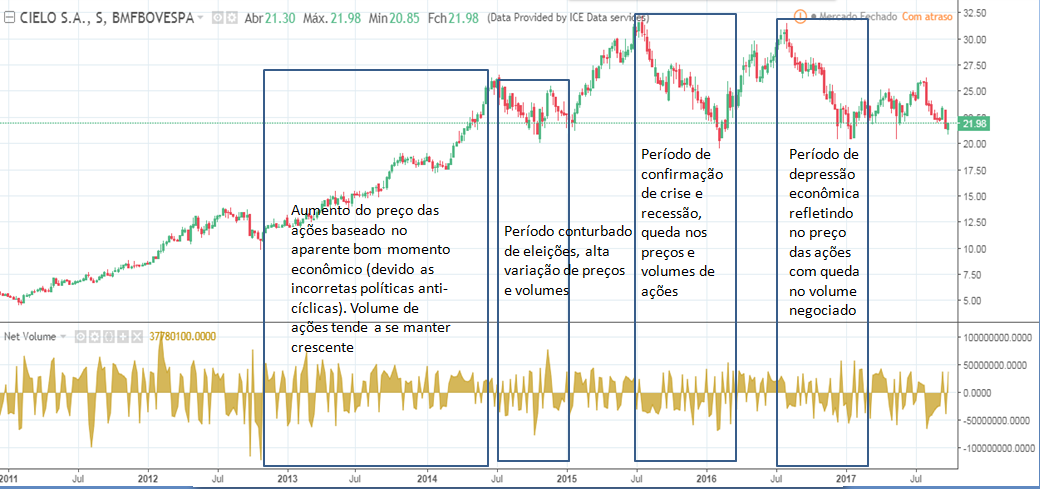 CIELO S.A., S, BMFBOVESPA Abr 21.30 Máx. 21.98 Min 20.85 Fch 21.98 (Data Provided by ICE Data services) Mercado Fechado Com atraso
32.50
30.00
27.50
25.00
22.50
21.98
20.00
17.50
15.00
12.50
10.00
7.50
5.00
Aumento do preço das
ações baseado no
aparente bom momento
econômico (devido as
incorretas políticas anti-
cíclicas). Volume de
ações tende a se manter
crescente
Período conturbado
de eleições, alta
variação de preços
e volumes
Período de
confirmação
de crise e
recessão,
queda nos
preços e
volumes de
ações
Período de
depressão
econômica
refletindo
no preço
das ações
com queda
no volume
negociado
Net Volume 37780100.0000
100000000.0000
50000000.0000
0.0000
-50000000.0000
-100000000.0000
2011 Jul 2012 Jul 2013 Jul 2014 Jul 2015 Jul 2016 Jul 2017 Jul